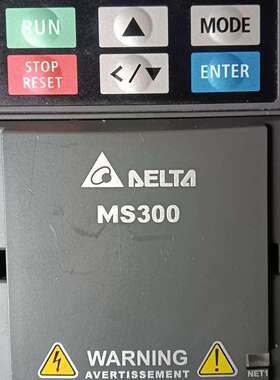 RUN
MODE
STOP
RESET
ENTER
DELTA
MS300
WARNING
AVERTISSEMENT
NET1